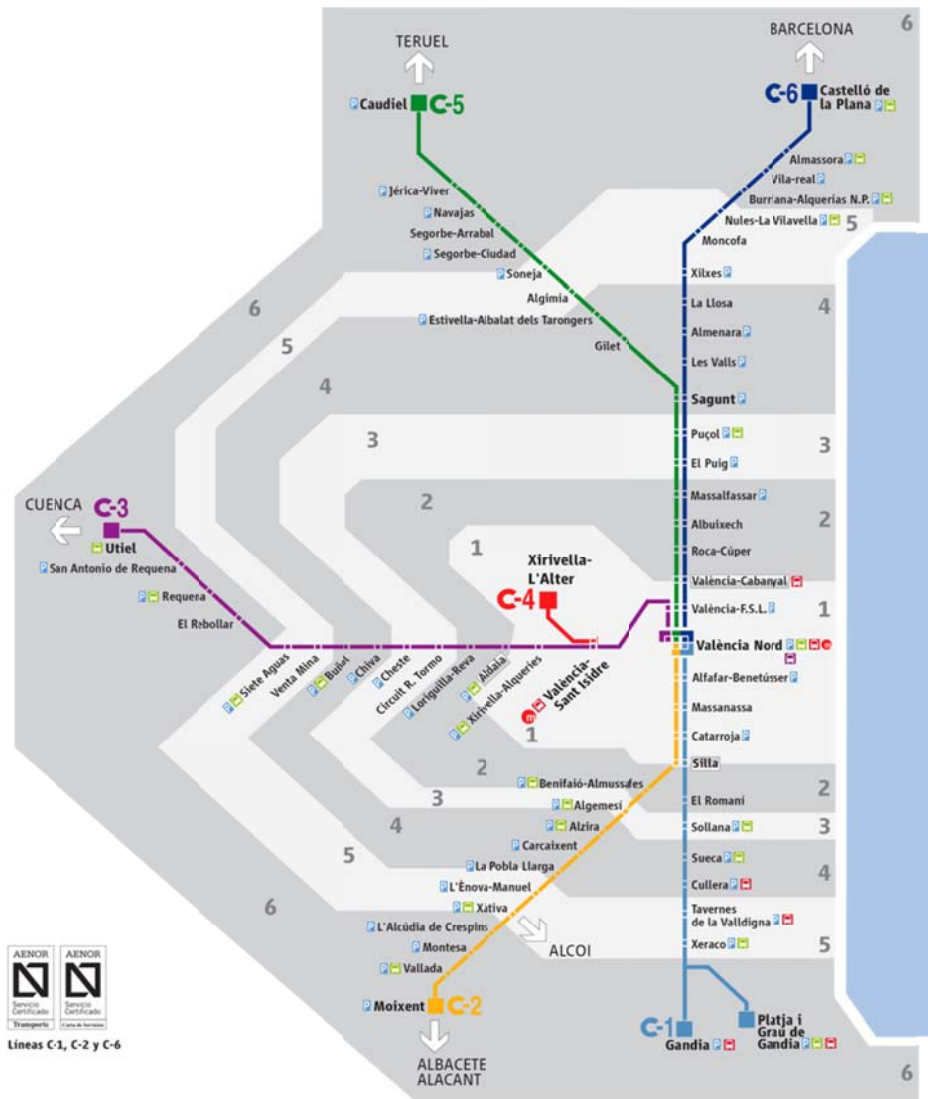 6
BARCELONA
TERUEL
Caudiel C-5
C-6 Castelló de
la Plana
Almassora
Vila-real
Jérica-Viver
Burriana-Alquerias N.P.
Navajas
Nules-La Vilavella
5
Segorbe-Arrabal
Moncofa
Segorbe-Ciudad
Soneja
Xilxes
6
Algimia
La Llosa
4
Estivella-Albalat dels Tarongers
Almenara
5
Gilet
Les Valls
4
Sagunt
3
Puçol
3
El Puig
2
Massalfassar
CUENCA
C-3
Albuixech
2
Utiel
1
Roca-Cúper
San Antonio de Requena
Xirivella-
L'Alter
València-Cabanyal
Requena
C-4
València-F.S.L.
1
El Rebollar
València Nord
m
Siete Aguas
Venta Mina
Buñol
Chiva
Cheste
Circuit R. Tormo
Loriguilla-Reva
Aldaia
Xirivella-Alqueries
València-
Sant Isidre
m
Alfafar-Benetússer
Massanassa
1
Catarroja
Silla
2
Benifaió-Almussafes
El Romaní
2
3
Algemesí
4
Alzira
Sollana
3
Carcaixent
5
La Pobla Llarga
Sueca
4
L'Ènova-Manuel
Cullera
6
Xàtiva
L'Alcúdia de Crespins
Tavernes
de la Valldigna
Montesa
ALCOI
Xeraco
5
Vallada
Moixent C-2
C-1
Gandia
Platja i
Grau de
Gandia
ALBACETE
ALACANT
6
AENOR AENOR
Servicio Servicio
Certificado Certificado
Transporte Carta de Servicios
Líneas C-1, C-2 y C-6